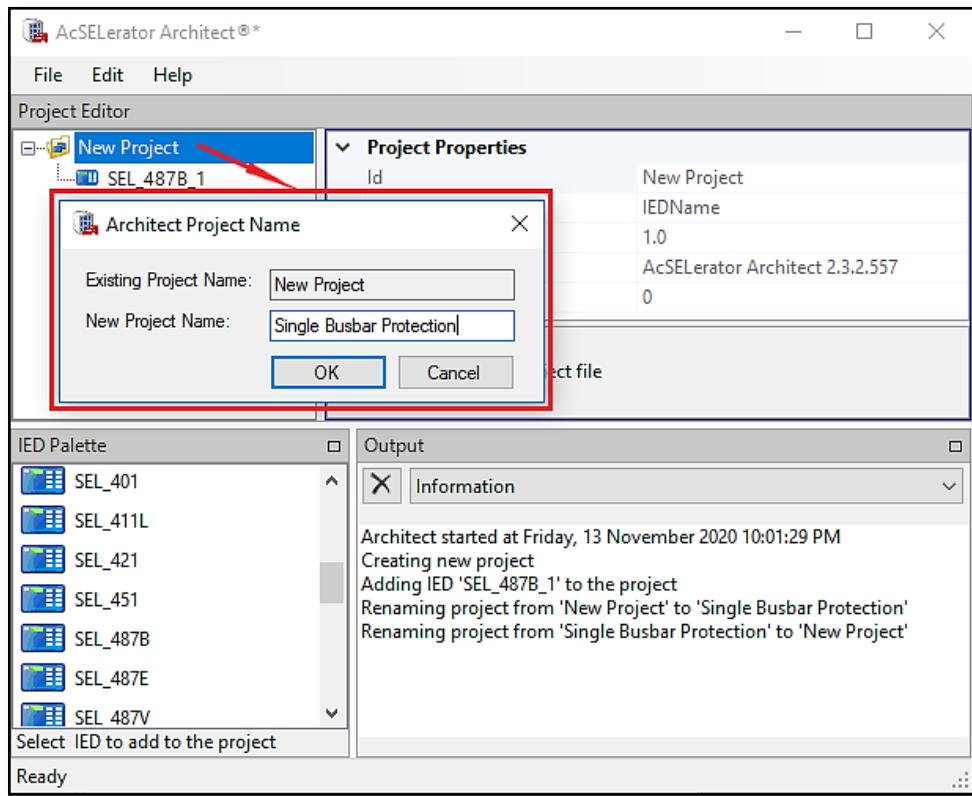 AcSELerator Architect®*
File Edit Help
Project Editor
New Project
SEL_487B_1
Project Properties
Id New Project
IEDName
1.0
AcSELerator Architect 2.3.2.557
0
ect file
Architect Project Name
Existing Project Name: New Project
New Project Name: Single Busbar Protection
OK Cancel
IED Palette
SEL_401
SEL_411L
SEL_421
SEL_451
SEL_487B
SEL_487E
SEL_487V
Select IED to add to the project
Output
Information
Architect started at Friday, 13 November 2020 10:01:29 PM
Creating new project
Adding IED 'SEL_487B_1' to the project
Renaming project from 'New Project' to 'Single Busbar Protection'
Renaming project from 'Single Busbar Protection' to 'New Project'
Ready